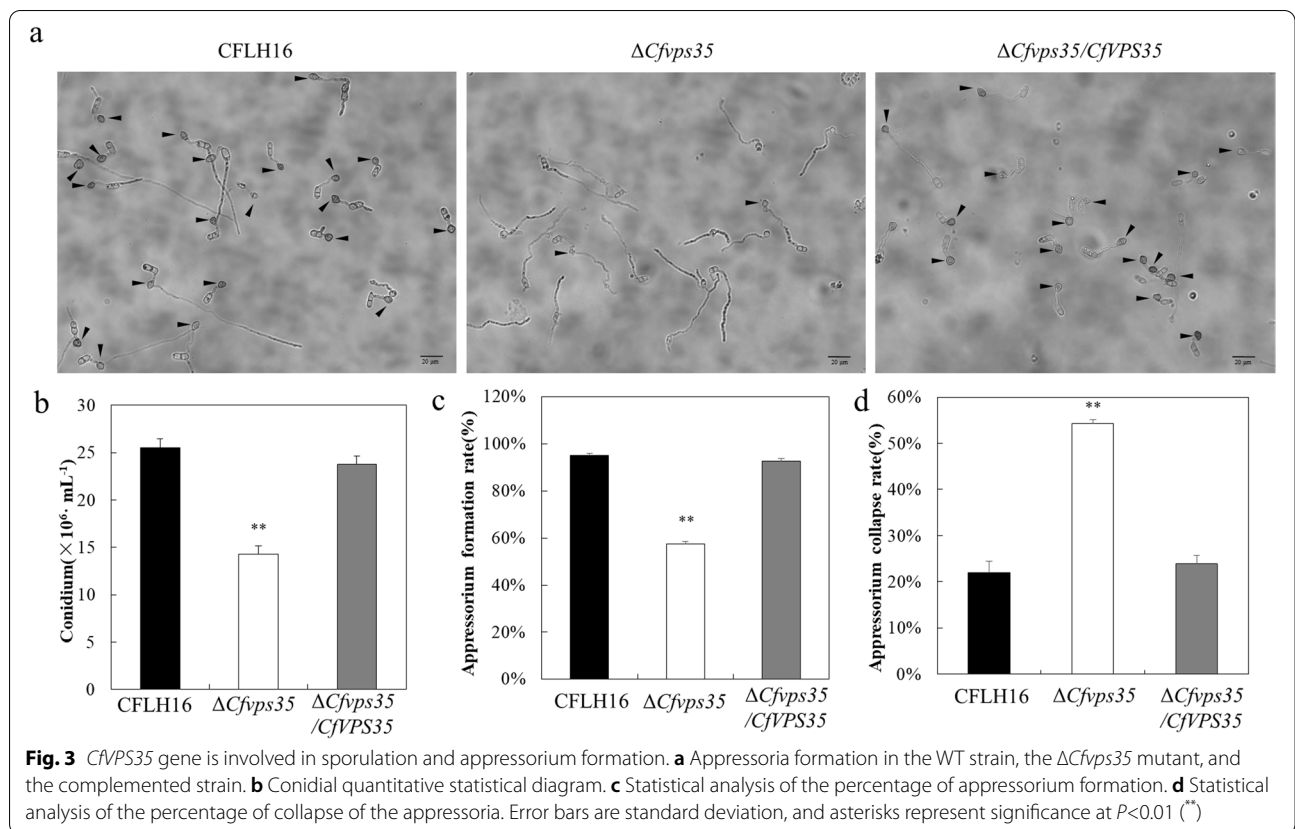 a
CFLH16
ΔCfvps35
ΔCfvps35/CfVPS35
20 μm
20 μm
20 μm
b
Conidium(×10⁶· mL⁻¹)
30
25
20
15
10
5
0
**
CFLH16
ΔCfvps35
ΔCfvps35
/CfVPS35
c
Appressorium formation rate(%)
120%
100%
80%
60%
40%
20%
0%
**
CFLH16
ΔCfvps35
ΔCfvps35
/CfVPS35
d
Appressorium collapse rate(%)
60%
50%
40%
30%
20%
10%
0%
**
CFLH16
ΔCfvps35
ΔCfvps35
/CfVPS35
Fig. 3 CfVPS35 gene is involved in sporulation and appressorium formation. a Appressoria formation in the WT strain, the ΔCfvps35 mutant, and
the complemented strain. b Conidial quantitative statistical diagram. c Statistical analysis of the percentage of appressorium formation. d Statistical
analysis of the percentage of collapse of the appressoria. Error bars are standard deviation, and asterisks represent significance at P<0.01 (**)